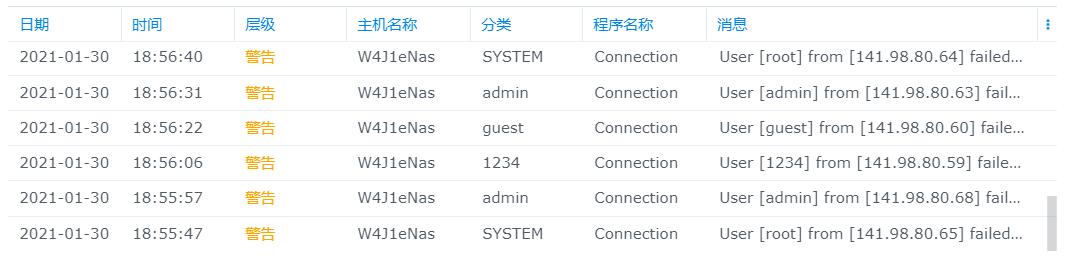 日期 时间 层级 主机名称 分类 程序名称 消息
2021-01-30 18:56:40 警告 W4J1eNas SYSTEM Connection User [root] from [141.98.80.64] failed...
2021-01-30 18:56:31 警告 W4J1eNas admin Connection User [admin] from [141.98.80.63] fail...
2021-01-30 18:56:22 警告 W4J1eNas guest Connection User [guest] from [141.98.80.60] faile...
2021-01-30 18:56:06 警告 W4J1eNas 1234 Connection User [1234] from [141.98.80.59] faile...
2021-01-30 18:55:57 警告 W4J1eNas admin Connection User [admin] from [141.98.80.68] fail...
2021-01-30 18:55:47 警告 W4J1eNas SYSTEM Connection User [root] from [141.98.80.65] failed...